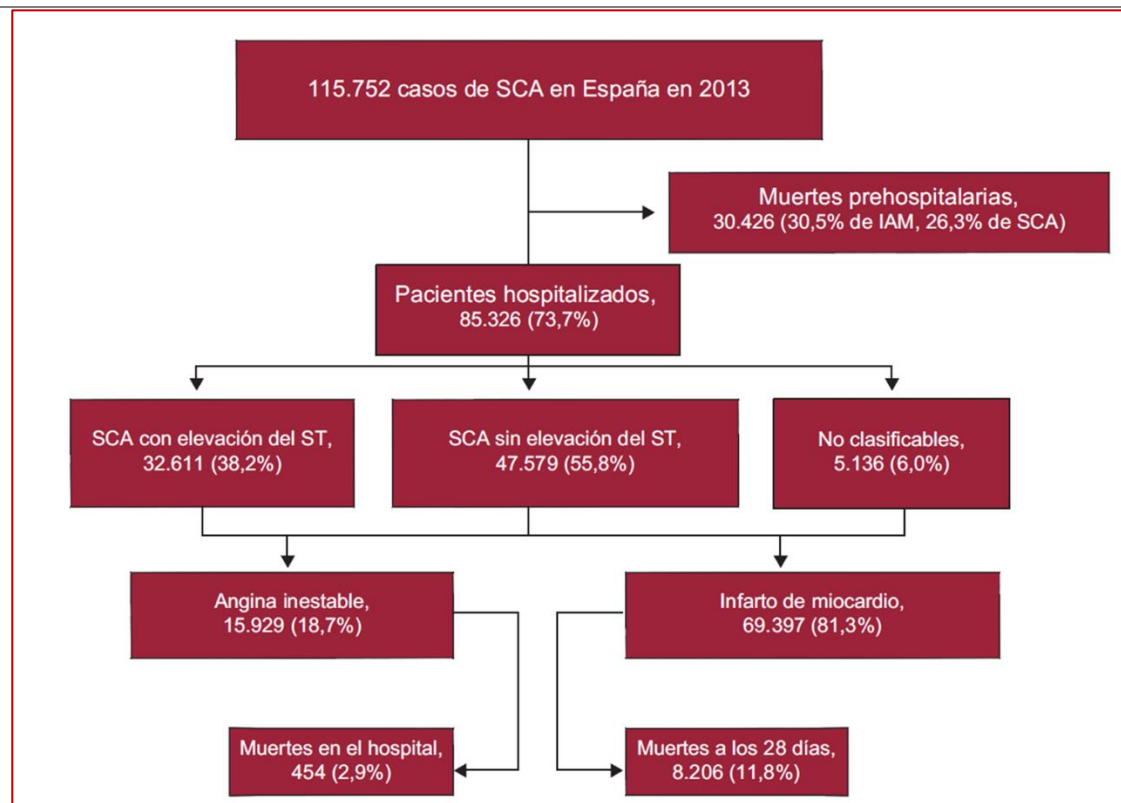 115.752 casos de SCA en España en 2013
Muertes prehospitalarias,
30.426 (30,5% de IAM, 26,3% de SCA)
Pacientes hospitalizados,
85.326 (73,7%)
SCA con elevación del ST,
32.611 (38,2%)
SCA sin elevación del ST,
47.579 (55,8%)
No clasificables,
5.136 (6,0%)
Angina inestable,
15.929 (18,7%)
Infarto de miocardio,
69.397 (81,3%)
Muertes en el hospital,
454 (2,9%)
Muertes a los 28 días,
8.206 (11,8%)